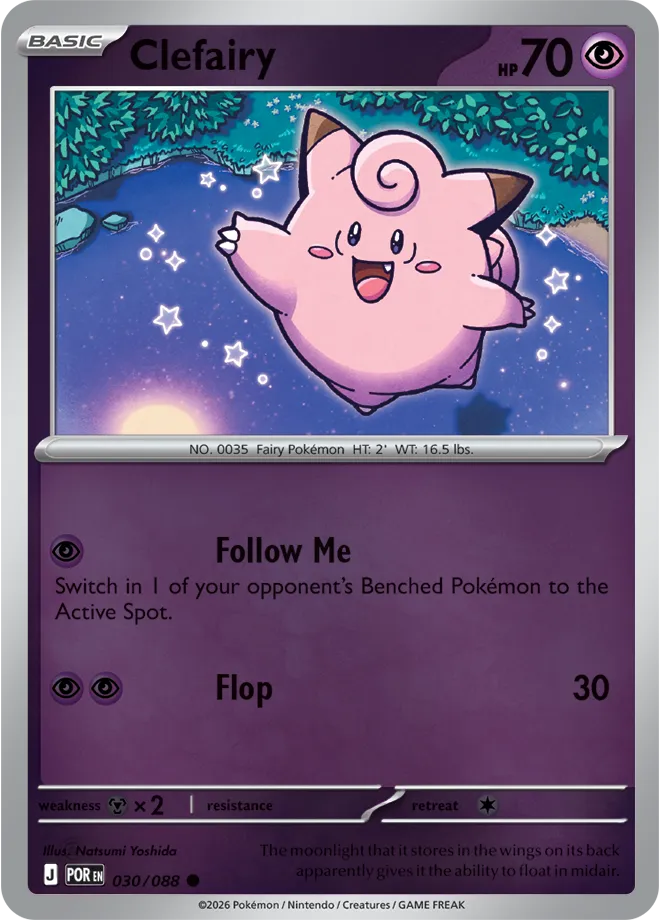 BASIC
Clefairy
HP 70
NO. 0035 Fairy Pokémon HT: 2' WT: 16.5 lbs.
Follow Me
Switch in 1 of your opponent's Benched Pokémon to the
Active Spot.
Flop 30
weakness ×2 resistance retreat
Illus. Natsumi Yoshida
The moonlight that it stores in the wings on its back
apparently gives it the ability to float in midair.
J POR EN 030/088
©2026 Pokémon / Nintendo / Creatures / GAME FREAK